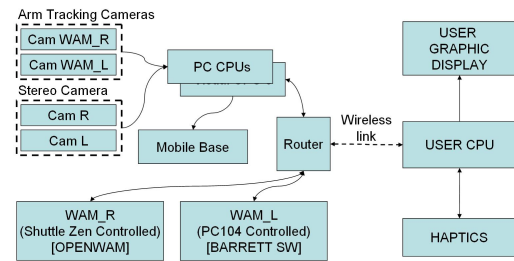 Arm Tracking Cameras
Cam WAM_R
Cam WAM_L
Stereo Camera
Cam R
Cam L
PC CPUs
Mobile Base
Router
Wireless
link
USER
GRAPHIC
DISPLAY
USER CPU
HAPTICS
WAM_R
(Shuttle Zen Controlled)
[OPENWAM]
WAM_L
(PC104 Controlled)
[BARRETT SW]